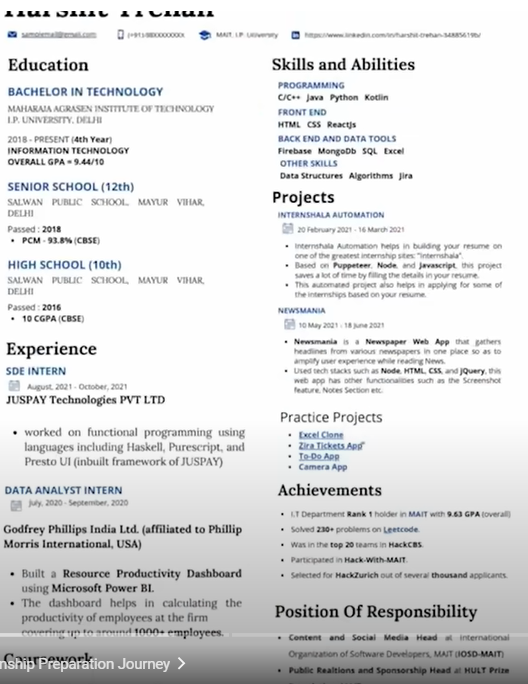 Harshit Trehan
samplemail@email.com
MAIT, I.P. University
Education
BACHELOR IN TECHNOLOGY
MAHARAJA AGRASEN INSTITUTE OF TECHNOLOGY
I.P. UNIVERSITY, DELHI
2018 - PRESENT (4th Year)
INFORMATION TECHNOLOGY
OVERALL GPA = 9.44/10
SENIOR SCHOOL (12th)
SALWAN PUBLIC SCHOOL, MAYUR VIHAR,
DELHI
Passed : 2018
• PCM - 93.8% (CBSE)
HIGH SCHOOL (10th)
SALWAN PUBLIC SCHOOL, MAYUR VIHAR,
DELHI
Passed : 2016
• 10 CGPA (CBSE)
Experience
SDE INTERN
August, 2021 - October, 2021
JUSPAY Technologies PVT LTD
• worked on functional programming using
languages including Haskell, Purescript, and
Presto UI (inbuilt framework of JUSPAY)
DATA ANALYST INTERN
July, 2020 - September, 2020
Godfrey Phillips India Ltd. (affiliated to Phillip
Morris International, USA)
• Built a Resource Productivity Dashboard
using Microsoft Power BI.
• The dashboard helps in calculating the
productivity of employees at the firm
covering up to around 1000+ employees.
Coursework
nship Preparation Journey >
Skills and Abilities
PROGRAMMING
C/C++ Java Python Kotlin
FRONT END
HTML CSS ReactJs
BACK END AND DATA TOOLS
Firebase MongoDb SQL Excel
OTHER SKILLS
Data Structures Algorithms Jira
Projects
INTERNSHALA AUTOMATION
20 February 2021 - 16 March 2021
• Internshala Automation helps in building your resume on
one of the greatest internship sites: "Internshala".
• Based on Puppeteer, Node, and Javascript, this project
saves a lot of time by filling the details in your resume.
• This automated project also helps in applying for some of
the internships based on your resume.
NEWSMANIA
10 May 2021 - 18 June 2021
• Newsmania is a Newspaper Web App that gathers
headlines from various newspapers in one place so as to
amplify user experience while reading News.
• Used tech stacks such as Node, HTML, CSS, and JQuery, this
web app has other functionalities such as the Screenshot
feature, Notes Section etc.
Practice Projects
• Excel Clone
• Zira Tickets App
• To-Do App
• Camera App
Achievements
• I.T Department Rank 1 holder in MAIT with 9.63 GPA (overall)
• Solved 230+ problems on Leetcode.
• Was in the top 20 teams in HackCBS.
• Participated in Hack-With-MAIT.
• Selected for HackZurich out of several thousand applicants.
Position Of Responsibility
• Content and Social Media Head at International
Organization of Software Developers, MAIT (IOSD-MAIT)
• Public Realtions and Sponsorship Head at HULT Prize